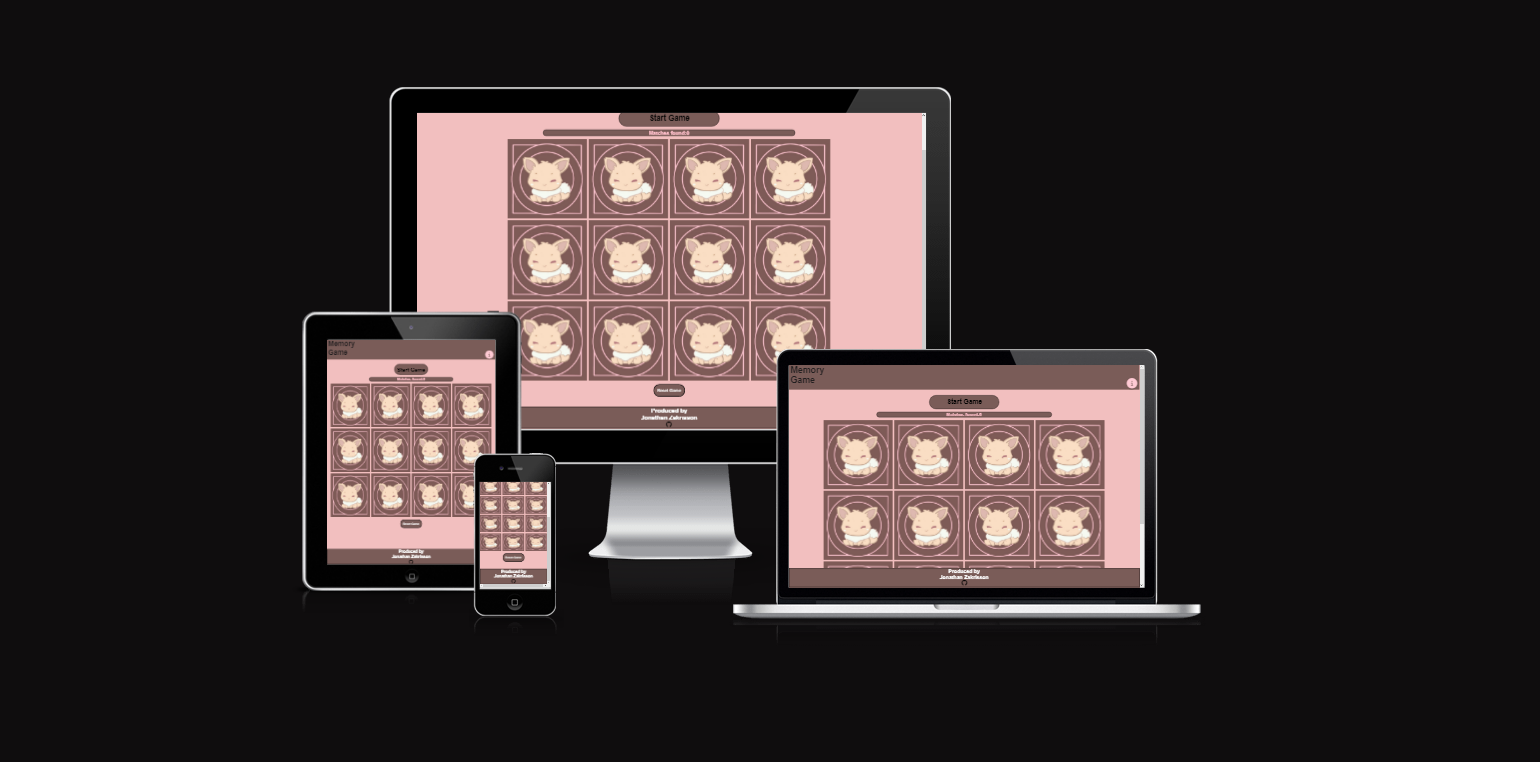 Start Game
Matches found:0
Reset Game
Produced by
Jonathan Zakrisson
Memory
Game
Start Game
Matches found:0
Reset Game
Produced by
Jonathan Zakrisson
Produced by
Jonathan Zakrisson
Memory
Game
i
Start Game
Matches found:0
Produced by
Jonathan Zakrisson